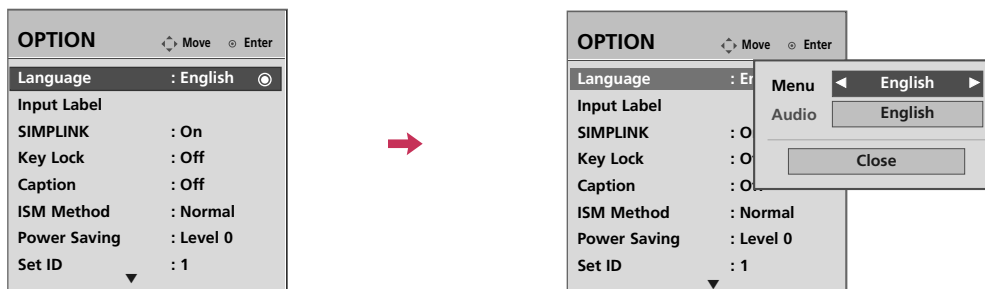 OPTION Move Enter
Language : English
Input Label
SIMPLINK : On
Key Lock : Off
Caption : Off
ISM Method : Normal
Power Saving : Level 0
Set ID : 1
OPTION Move Enter
Language : Er
Input Label
SIMPLINK : O
Key Lock : O
Caption : O
ISM Method : Normal
Power Saving : Level 0
Set ID : 1
Menu ◀ English ▶
Audio English
Close